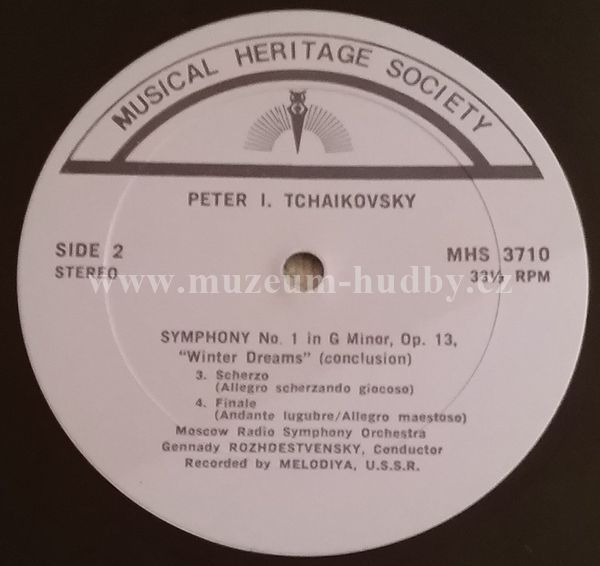 MUSICAL HERITAGE SOCIETY
PETER I. TCHAIKOVSKY
SIDE 2
STEREO
MHS 3710
33⅓ RPM
www.muzeum-hudby.cz
SYMPHONY No. 1 in G Minor, Op. 13,
"Winter Dreams" (conclusion)
3. Scherzo
(Allegro scherzando giocoso)
4. Finale
(Andante lugubre/Allegro maestoso)
Moscow Radio Symphony Orchestra
Gennady ROZHDESTVENSKY, Conductor
Recorded by MELODIYA, U.S.S.R.